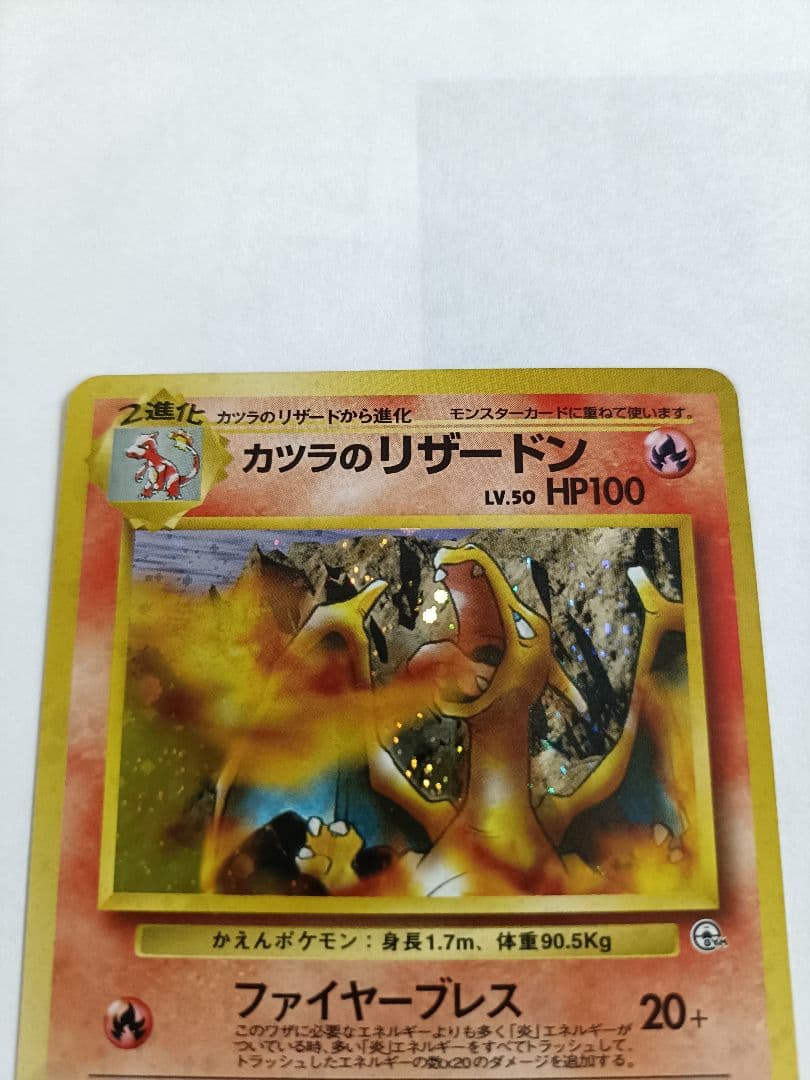 2進化 カツラのリザードから進化 モンスターカードに重ねて使います。
カツラのリザードン
LV.50 HP100
かえんポケモン：身長1.7m、体重90.5Kg
GYM
ファイヤーブレス 20+
このワザに必要なエネルギーよりも多く「炎」エネルギーが
ついている時、多い「炎」エネルギーをすべてトラッシュして、
トラッシュしたエネルギーの数x20のダメージを追加する。